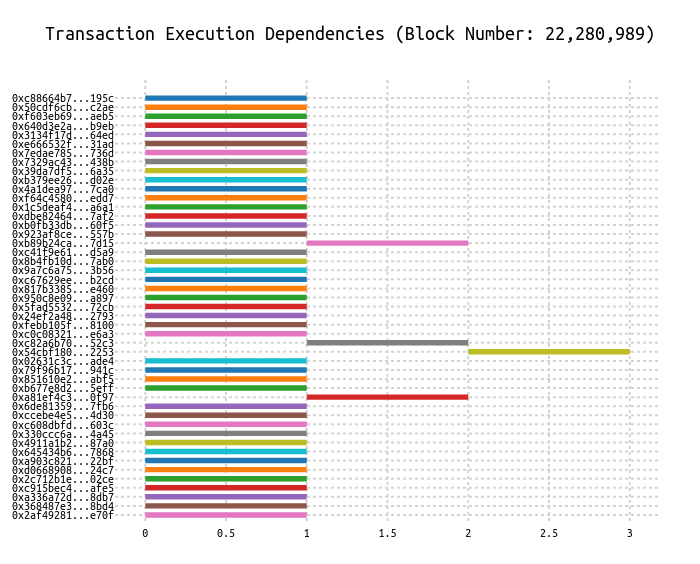 Transaction Execution Dependencies (Block Number: 22,280,989)
0xc88664b7...195c
0x50cdf6cb...c2ae
0xf603eb69...aeb5
0x640d3e2a...b9eb
0x3134f17d...64ed
0xe666532f...31ad
0x7edae785...736d
0x7329ac43...438b
0x39da7df5...6a35
0xb379ee26...d02e
0x4a1dea97...7ca0
0xf64c4580...edd7
0x1c5deaf4...a6a1
0xdbe82464...7af2
0xb0fb33db...60f5
0x923af8ce...557b
0xb89b24ca...7d15
0xc41f9e61...d5a9
0x8b4fb10d...7ab0
0x9a7c6a75...3b56
0xc67629ee...b2cd
0x817b3385...e460
0x950c8e09...a897
0x5fad5532...72cb
0x24ef2a48...2793
0xfebb105f...8100
0xc0c08321...e6a3
0xc82a6b70...52c3
0x54cbf180...2253
0x02631c3c...ade4
0x79f96b17...941c
0x851610e2...abf5
0xb677e8d2...5eff
0xa81ef4c3...0f97
0x6de81359...7fb6
0xccebe4e5...4d30
0xc608dbfd...603c
0x330ccc6a...4a45
0x4911a1b2...87a0
0x645434b6...7868
0xa903c821...22bf
0xd0668908...24c7
0x2c712b1e...02ce
0xc915bec4...afe5
0xa336a72d...8db7
0x368487e3...8bd4
0x2af49281...e70f
0 0.5 1 1.5 2 2.5 3